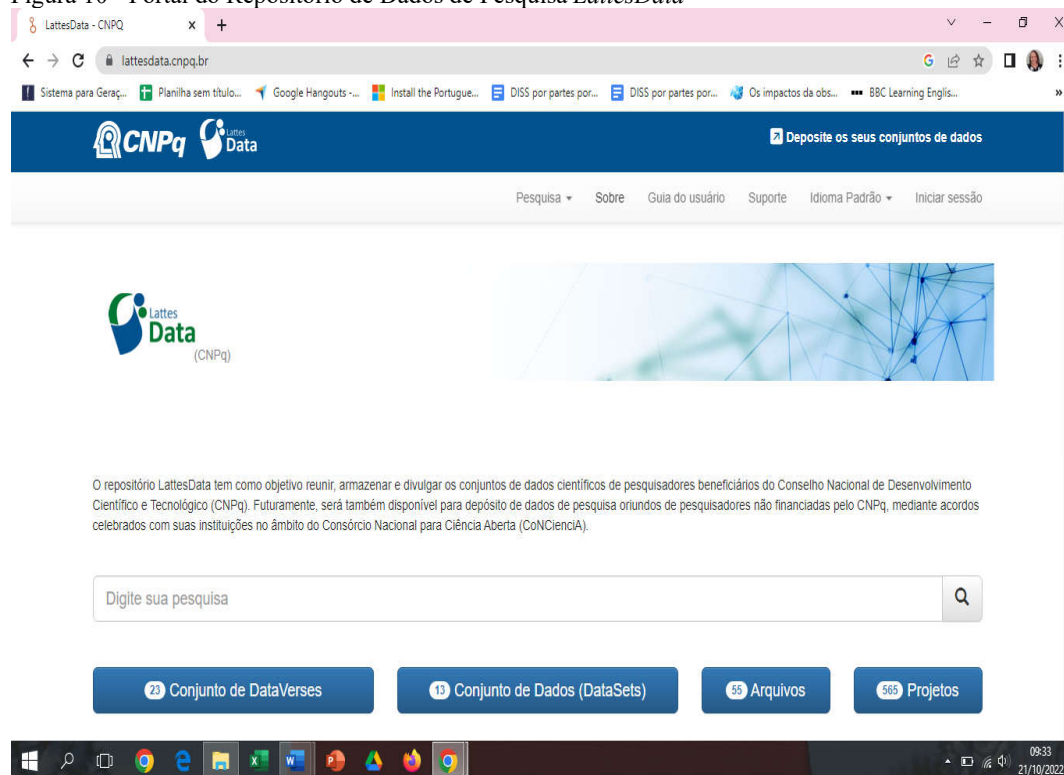 Figura 10 - Portal do Repositório de Dados de Pesquisa LattesData
LattesData - CNPQ
lattesdata.cnpq.br
Sistema para Geraç... Planilha sem título... Google Hangouts -... Install the Portugue... DISS por partes por... DISS por partes por... Os impactos da obs... BBC Learning Englis... »
CNPq Lattes Data
Deposite os seus conjuntos de dados
Pesquisa Sobre Guia do usuário Suporte Idioma Padrão Iniciar sessão
Lattes
Data
(CNPq)
O repositório LattesData tem como objetivo reunir, armazenar e divulgar os conjuntos de dados científicos de pesquisadores beneficiários do Conselho Nacional de Desenvolvimento
Científico e Tecnológico (CNPq). Futuramente, será também disponível para depósito de dados de pesquisa oriundos de pesquisadores não financiadas pelo CNPq, mediante acordos
celebrados com suas instituições no âmbito do Consórcio Nacional para Ciência Aberta (CoNCienciA).
Digite sua pesquisa
23 Conjunto de DataVerses 13 Conjunto de Dados (DataSets) 55 Arquivos 565 Projetos
09:33
21/10/2022